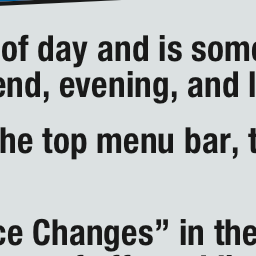 of day and is some
end, evening, and
he top menu bar,
ce Changes” in the